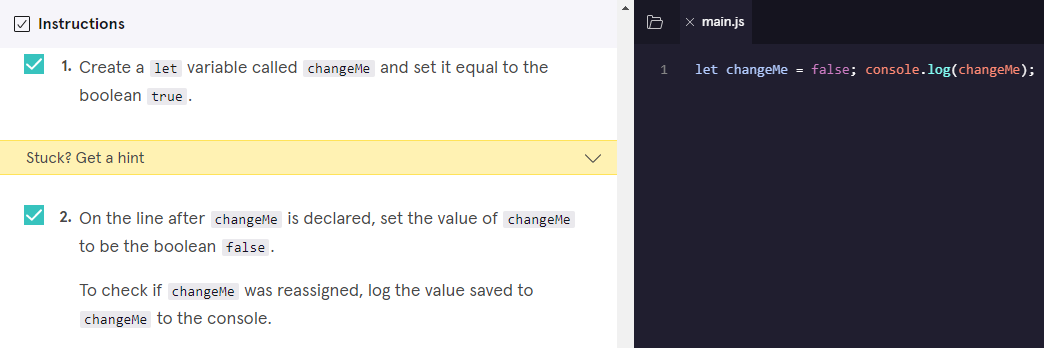 Instructions
1. Create a let variable called changeMe and set it equal to the
boolean true.
Stuck? Get a hint
2. On the line after changeMe is declared, set the value of changeMe
to be the boolean false.
To check if changeMe was reassigned, log the value saved to
changeMe to the console.
main.js
1 let changeMe = false; console.log(changeMe);